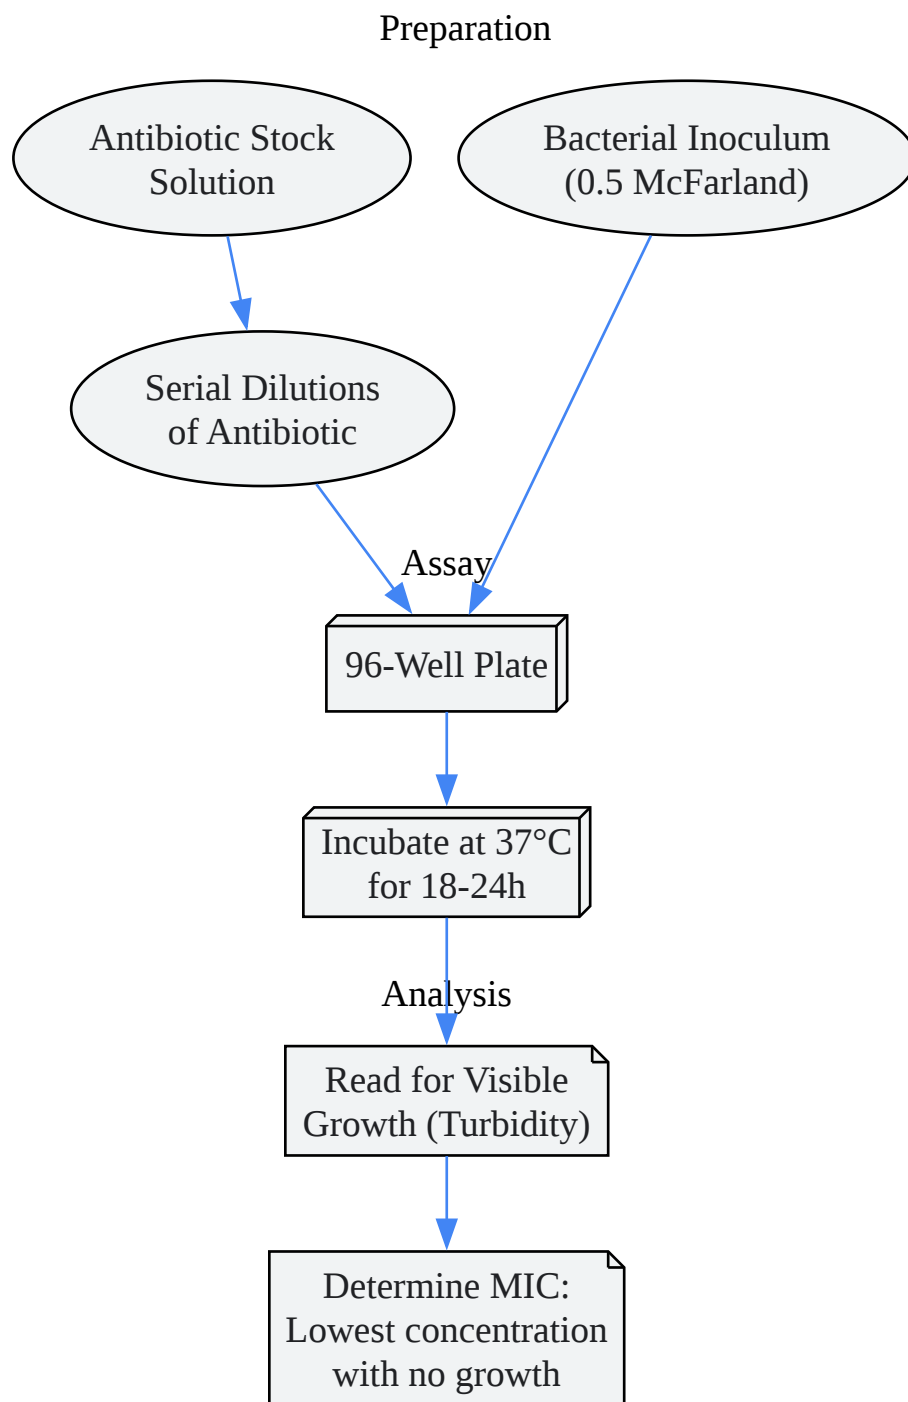 Preparation
Antibiotic Stock
Solution
Bacterial Inoculum
(0.5 McFarland)
Serial Dilutions
of Antibiotic
Assay
96-Well Plate
Incubate at 37°C
for 18-24h
Analysis
Read for Visible
Growth (Turbidity)
Determine MIC:
Lowest concentration
with no growth